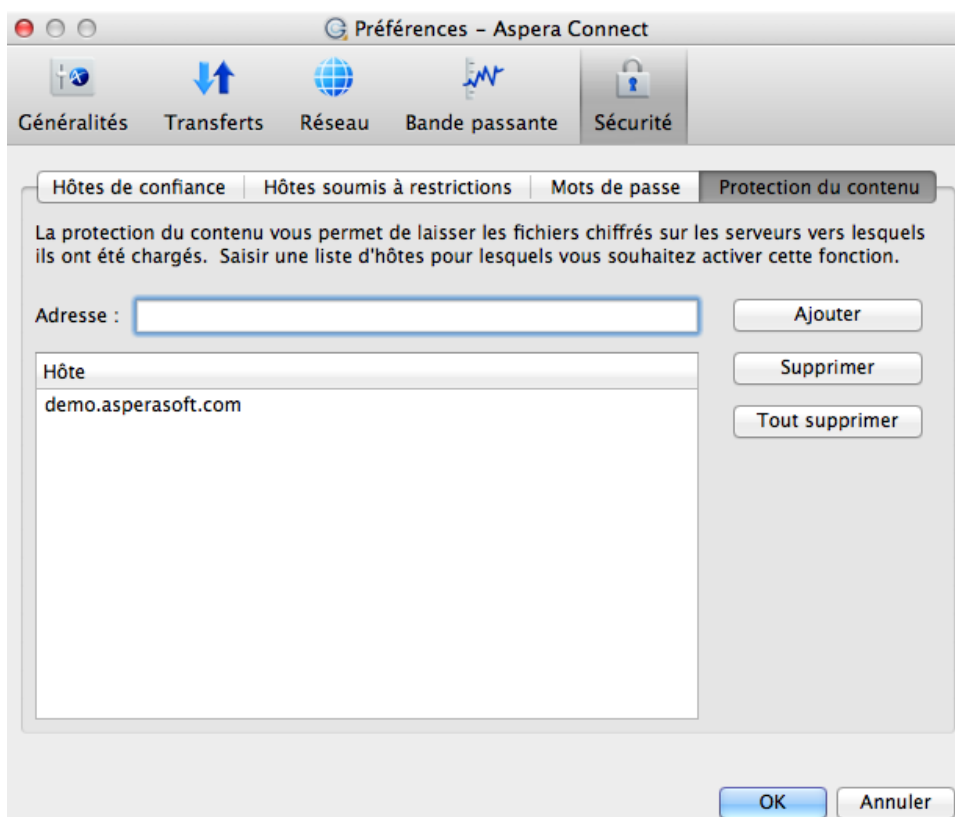 Préférences – Aspera Connect
Généralités Transferts Réseau Bande passante Sécurité
Hôtes de confiance Hôtes soumis à restrictions Mots de passe Protection du contenu
La protection du contenu vous permet de laisser les fichiers chiffrés sur les serveurs vers lesquels
ils ont été chargés. Saisir une liste d'hôtes pour lesquels vous souhaitez activer cette fonction.
Adresse : Ajouter
Hôte Supprimer
demo.asperasoft.com
Tout supprimer
OK Annuler